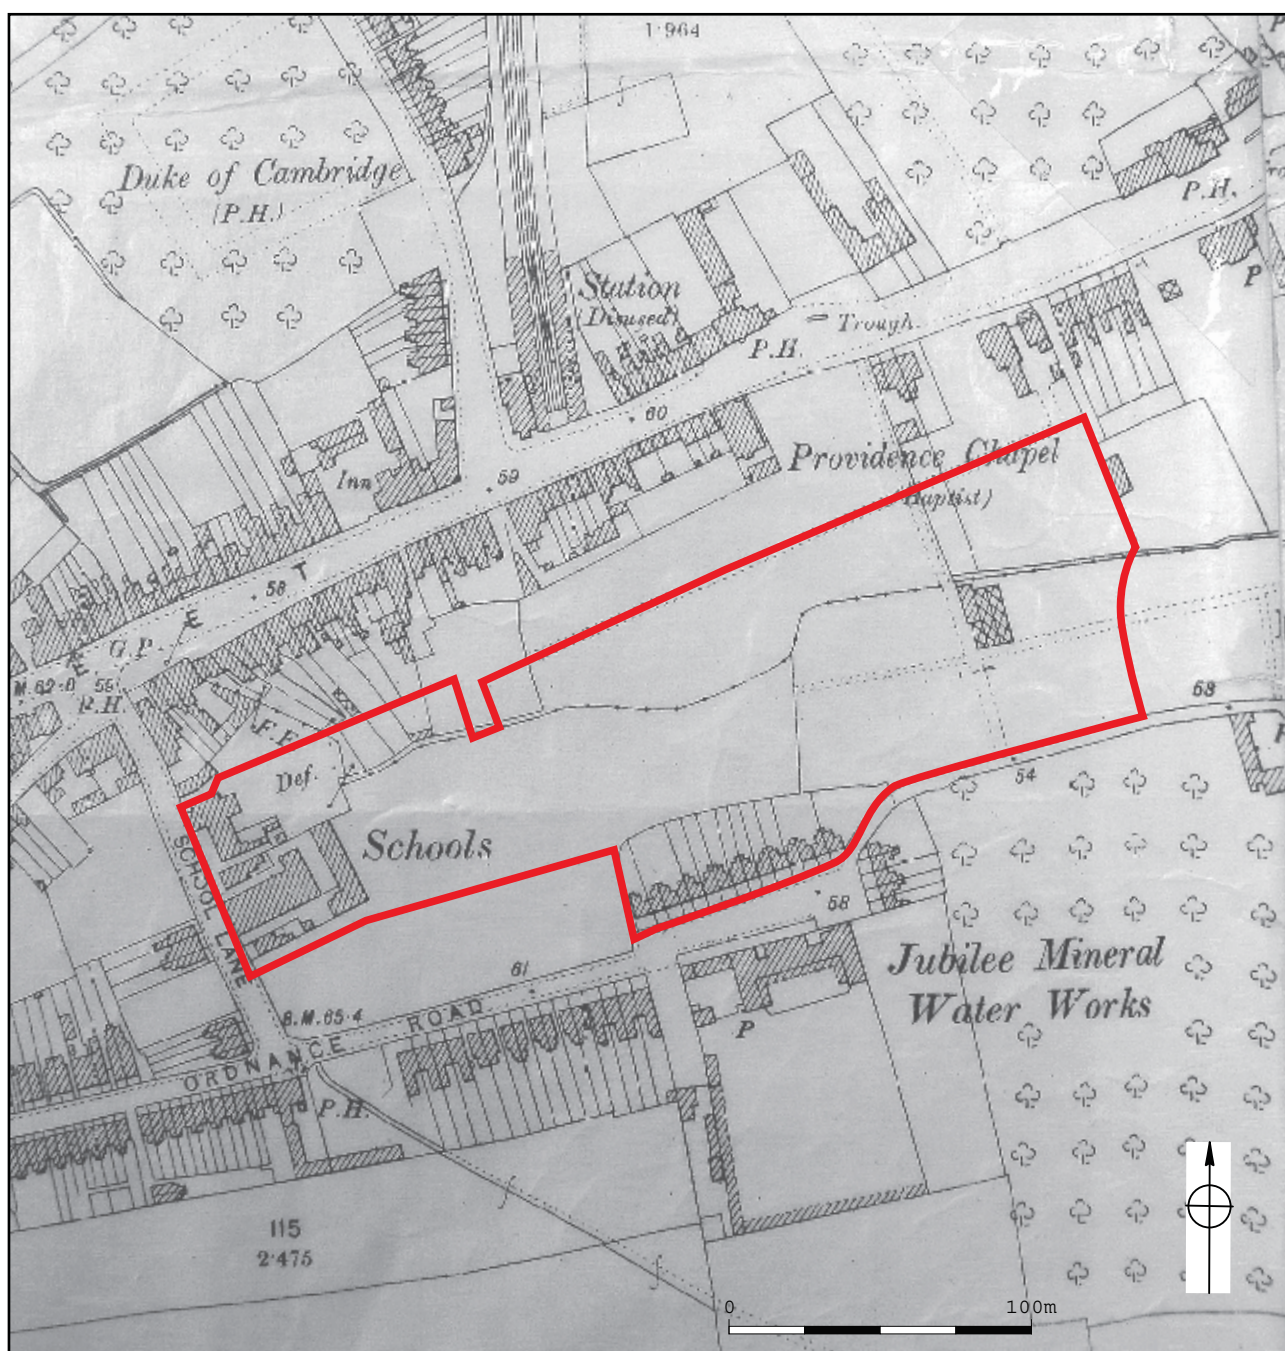 1·964
Duke of Cambridge
(P.H.)
P.H.
Station
(Disused)
Trough
P.H.
P
60
Providence Chapel
(Baptist)
Inn
59
58
E T
E
G.P.
P.H.
F.P.
Def.
58
54
Schools
SCHOOL LANE
58
Jubilee Mineral
Water Works
61
B.M.65·4
ORDNANCE ROAD
P
P.H.
115
2·475
0 100m